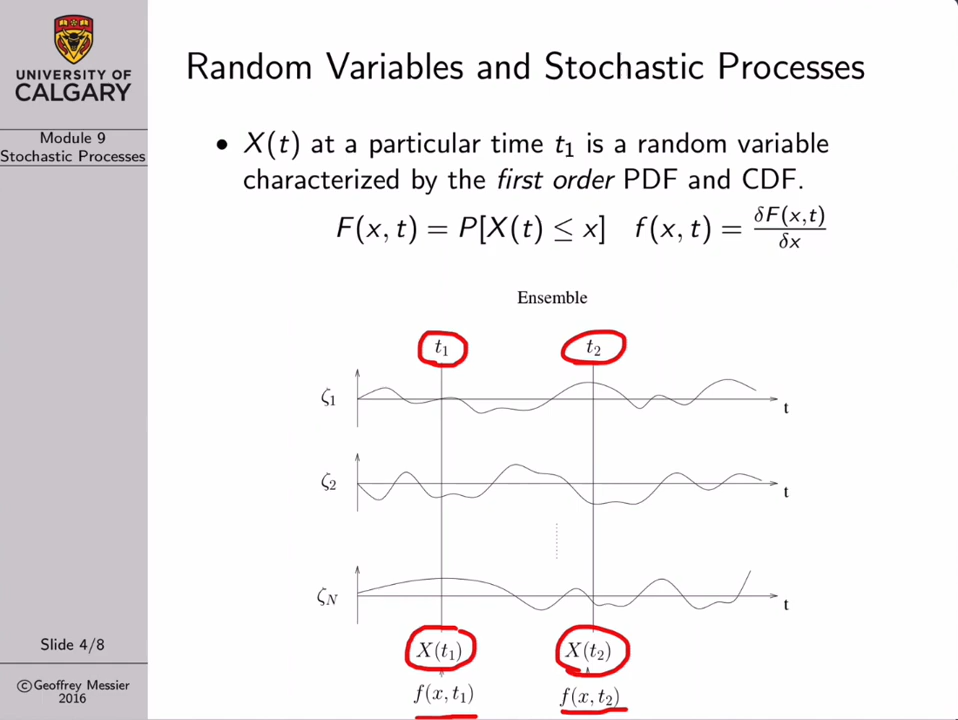 UNIVERSITY OF
CALGARY
Module 9
Stochastic Processes
Random Variables and Stochastic Processes
• X(t) at a particular time t₁ is a random variable
characterized by the first order PDF and CDF.
F(x, t) = P[X(t) ≤ x]   f(x, t) = δF(x,t)/δx
Ensemble
t₁ t₂
ζ₁ t
ζ₂ t
ζ_N t
X(t₁) X(t₂)
f(x, t₁) f(x, t₂)
Slide 4/8
©Geoffrey Messier
2016